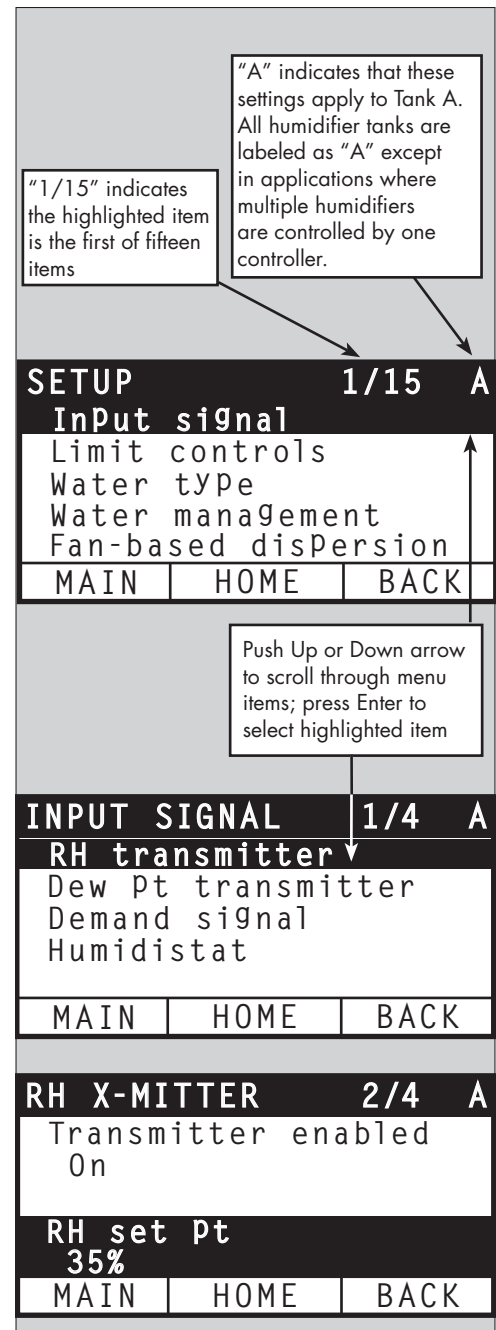 “A” indicates that these
settings apply to Tank A.
All humidifier tanks are
labeled as “A” except
in applications where
multiple humidifiers
are controlled by one
controller.
“1/15” indicates
the highlighted item
is the first of fifteen
items
SETUP 1/15 A
Input signal
Limit controls
Water type
Water management
Fan-based dispersion
MAIN HOME BACK
Push Up or Down arrow
to scroll through menu
items; press Enter to
select highlighted item
INPUT SIGNAL 1/4 A
RH transmitter
Dew pt transmitter
Demand signal
Humidistat
MAIN HOME BACK
RH X-MITTER 2/4 A
Transmitter enabled
On
RH set pt
35%
MAIN HOME BACK